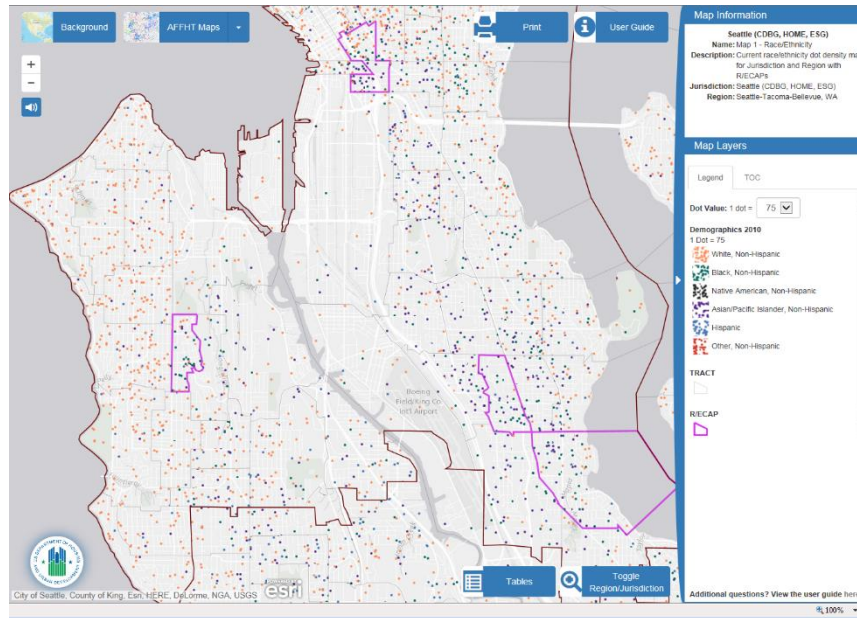 Background
AFFHT Maps
Print
User Guide
+
−
Map Information
Seattle (CDBG, HOME, ESG)
Name: Map 1 - Race/Ethnicity
Description: Current race/ethnicity dot density ma
for Jurisdiction and Region with
R/ECAPs
Jurisdiction: Seattle (CDBG, HOME, ESG)
Region: Seattle-Tacoma-Bellevue, WA
Map Layers
Legend
TOC
Dot Value: 1 dot = 75
Demographics 2010
1 Dot = 75
White, Non-Hispanic
Black, Non-Hispanic
Native American, Non-Hispanic
Asian/Pacific Islander, Non-Hispanic
Hispanic
Other, Non-Hispanic
TRACT
R/ECAP
Boeing
Field/King Co
Int'l Airport
Tables
Toggle
Region/Jurisdiction
esri
City of Seattle, County of King, Esri, HERE, DeLorme, NGA, USGS
Additional questions? View the user guide here
100%